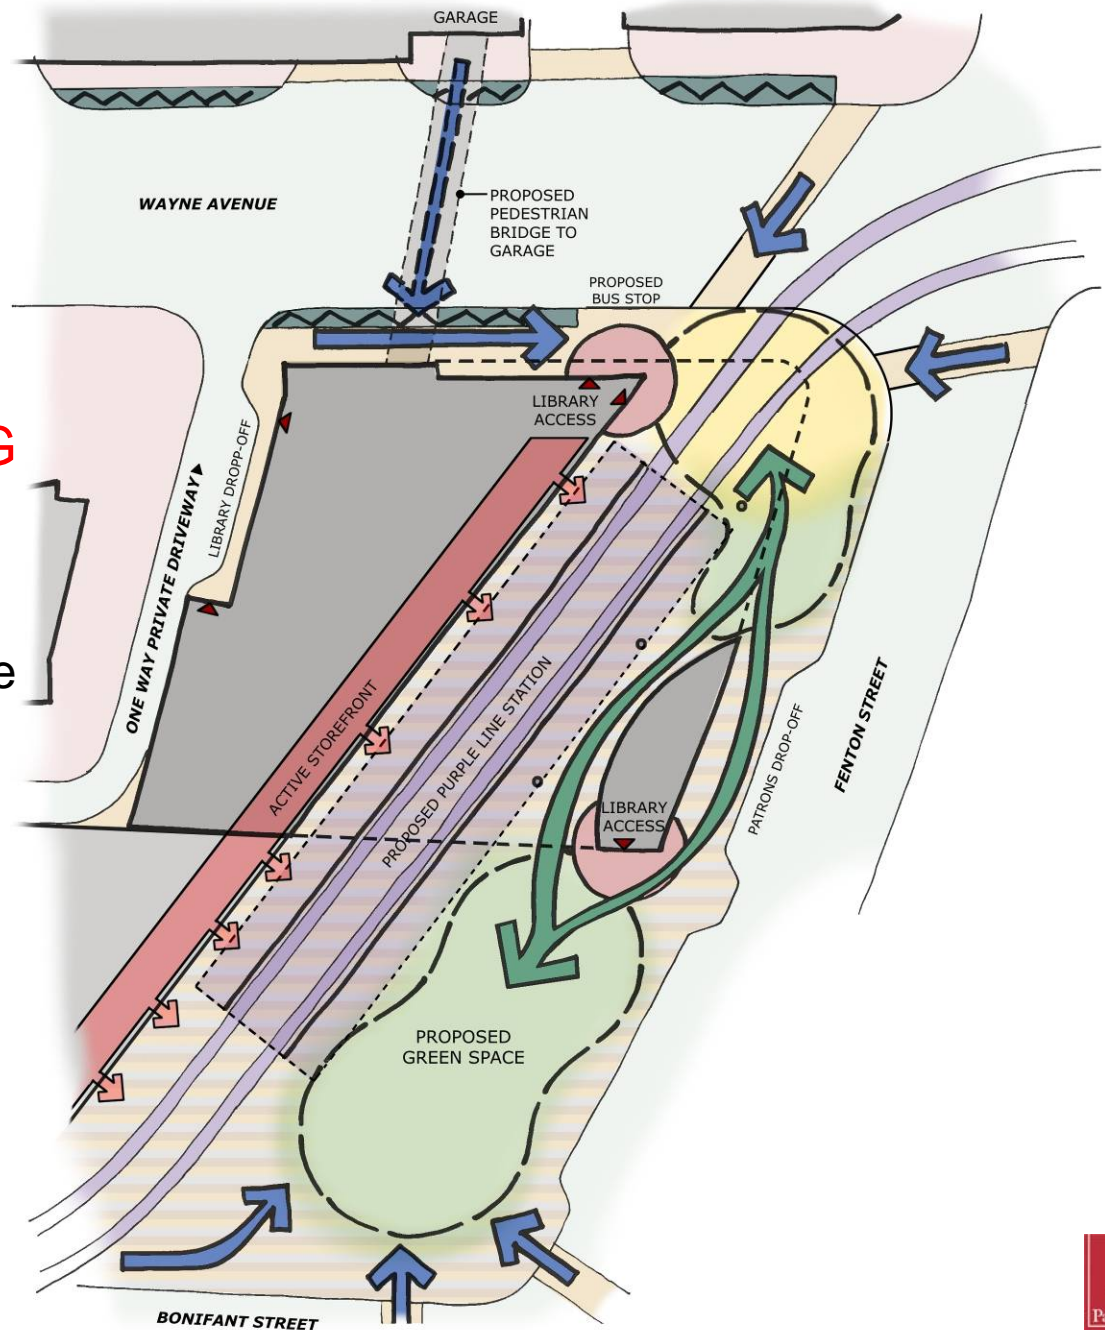 GARAGE
WAYNE AVENUE
PROPOSED
PEDESTRIAN
BRIDGE TO
GARAGE
PROPOSED
BUS STOP
LIBRARY
ACCESS
G
LIBRARY DROPP-OFF
ONE WAY PRIVATE DRIVEWAY
e
ACTIVE STOREFRONT
PROPOSED PURPLE LINE STATION
FENTON STREET
PATRONS DROP-OFF
LIBRARY
ACCESS
PROPOSED
GREEN SPACE
BONIFANT STREET